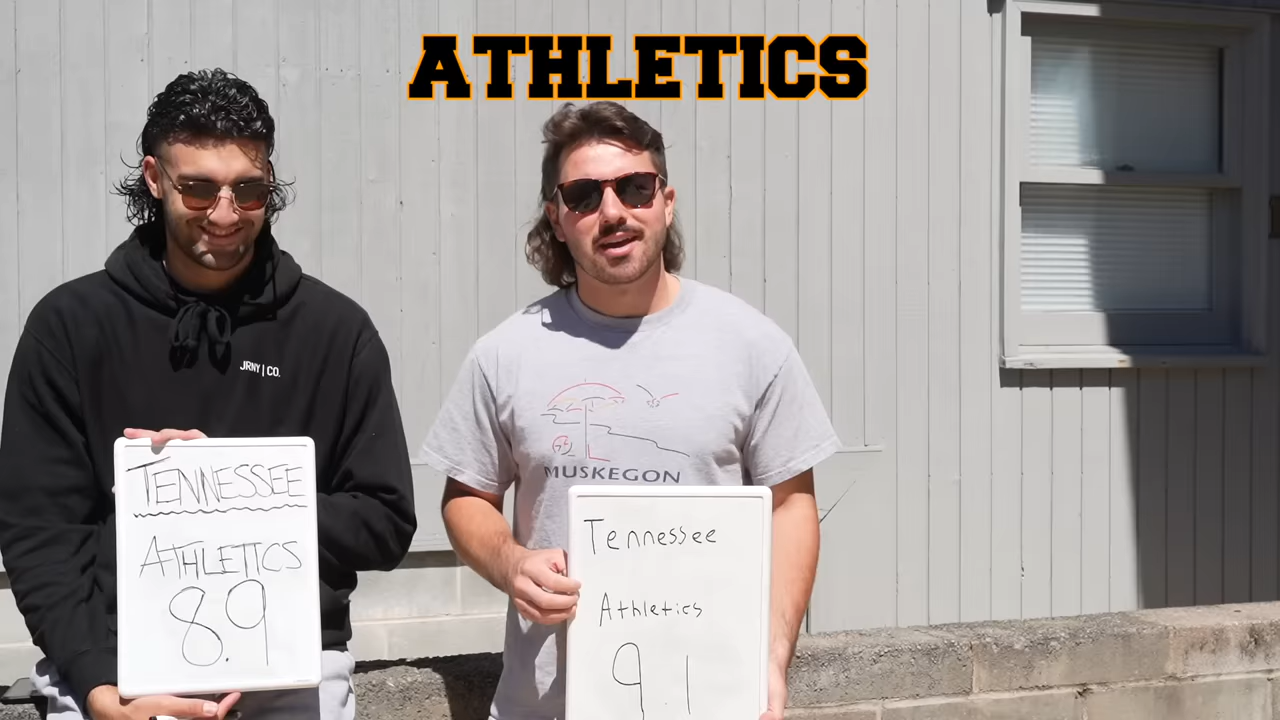 ATHLETICS
JRNY | CO.
TENNESSEE
ATHLETICS
8.9
MUSKEGON
Tennessee
Athletics
9.1